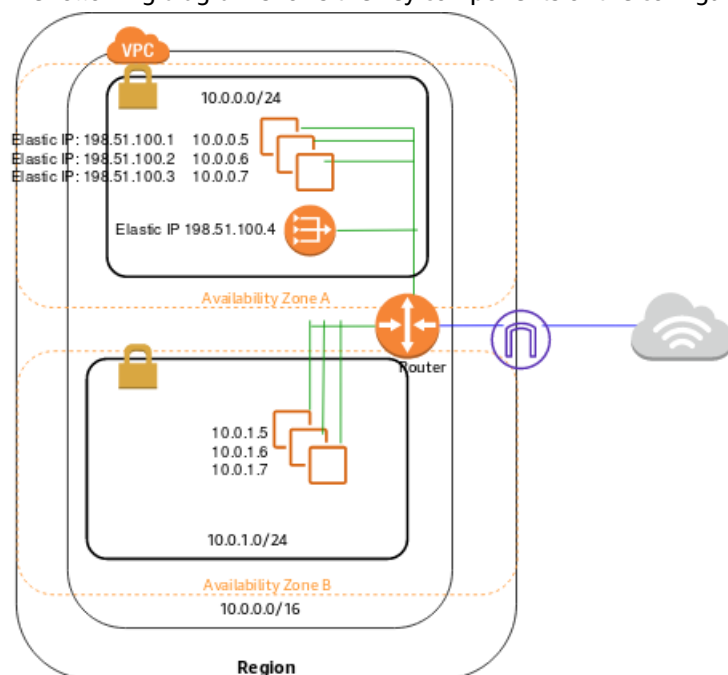 VPC
10.0.0.0/24
Elastic IP: 198.51.100.1 10.0.0.5
Elastic IP: 198.51.100.2 10.0.0.6
Elastic IP: 198.51.100.3 10.0.0.7
Elastic IP 198.51.100.4
Availability Zone A
Router
10.0.1.5
10.0.1.6
10.0.1.7
10.0.1.0/24
Availability Zone B
10.0.0.0/16
Region